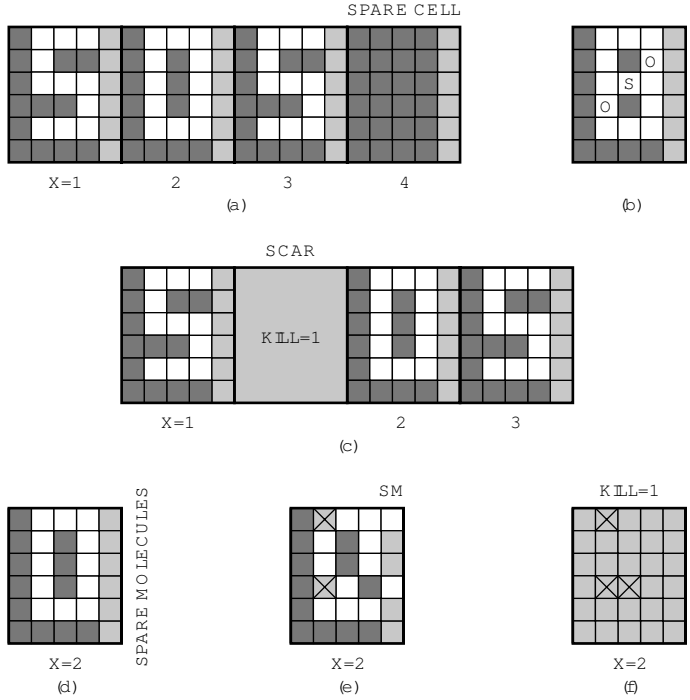 SPARE CELL
O
S
O
X=1
2
3
4
(a)
(b)
SCAR
KILL=1
X=1
2
3
(c)
SPARE MOLECULES
SM
KILL=1
X=2
X=2
X=2
(d)
(e)
(f)